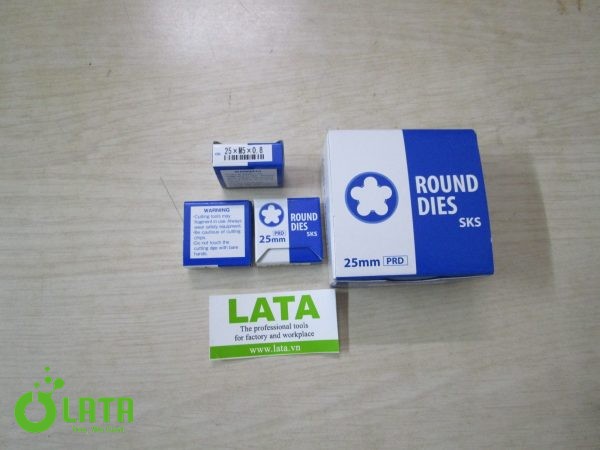 25×M5×0.8
WARNING
•Cutting tools may
fragment in use. Always
wear safety equipment.
•Be cautious of cutting
chips.
•Do not touch the
cutting dge with bare
hands.
ROUND
DIES
SKS
25mm PRD
ROUND
DIES
SKS
25mm PRD
LATA
The professional tools
for factory and workplace
www.lata.vn
LATA